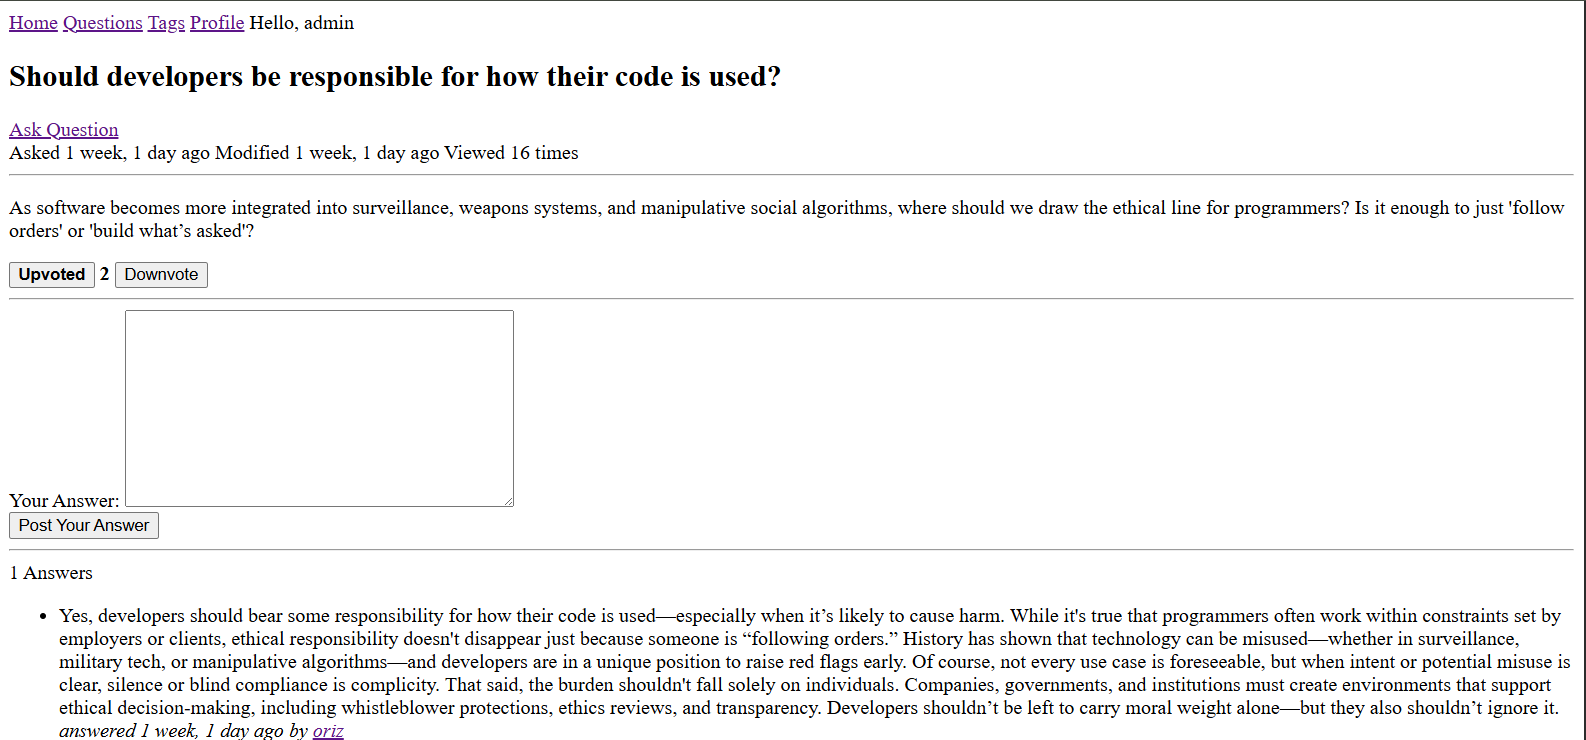 Home Questions Tags Profile Hello, admin
Should developers be responsible for how their code is used?
Ask Question
Asked 1 week, 1 day ago Modified 1 week, 1 day ago Viewed 16 times
As software becomes more integrated into surveillance, weapons systems, and manipulative social algorithms, where should we draw the ethical line for programmers? Is it enough to just 'follow
orders' or 'build what’s asked'?
Upvoted 2 Downvote
Your Answer:
Post Your Answer
1 Answers
• Yes, developers should bear some responsibility for how their code is used—especially when it’s likely to cause harm. While it's true that programmers often work within constraints set by
employers or clients, ethical responsibility doesn't disappear just because someone is “following orders.” History has shown that technology can be misused—whether in surveillance,
military tech, or manipulative algorithms—and developers are in a unique position to raise red flags early. Of course, not every use case is foreseeable, but when intent or potential misuse is
clear, silence or blind compliance is complicity. That said, the burden shouldn't fall solely on individuals. Companies, governments, and institutions must create environments that support
ethical decision-making, including whistleblower protections, ethics reviews, and transparency. Developers shouldn’t be left to carry moral weight alone—but they also shouldn’t ignore it.
answered 1 week, 1 day ago by oriz